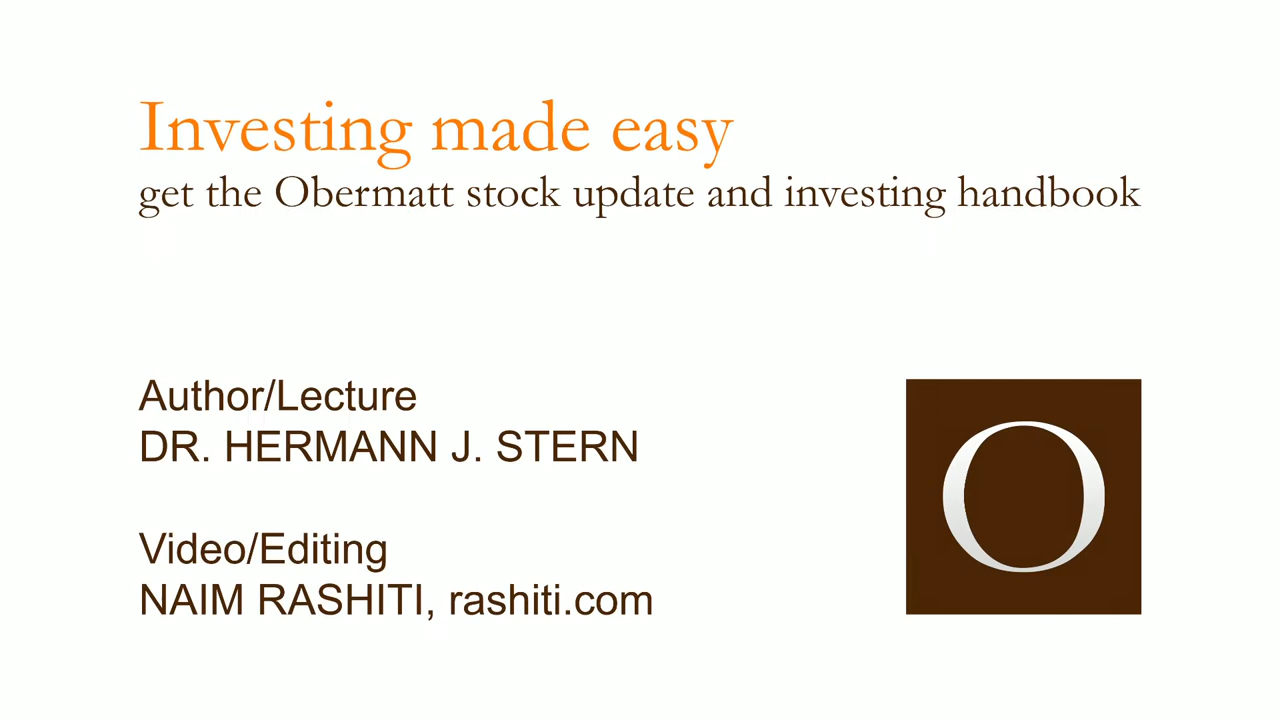 Investing made easy
get the Obermatt stock update and investing handbook
Author/Lecture
DR. HERMANN J. STERN
O
Video/Editing
NAIM RASHITI, rashiti.com